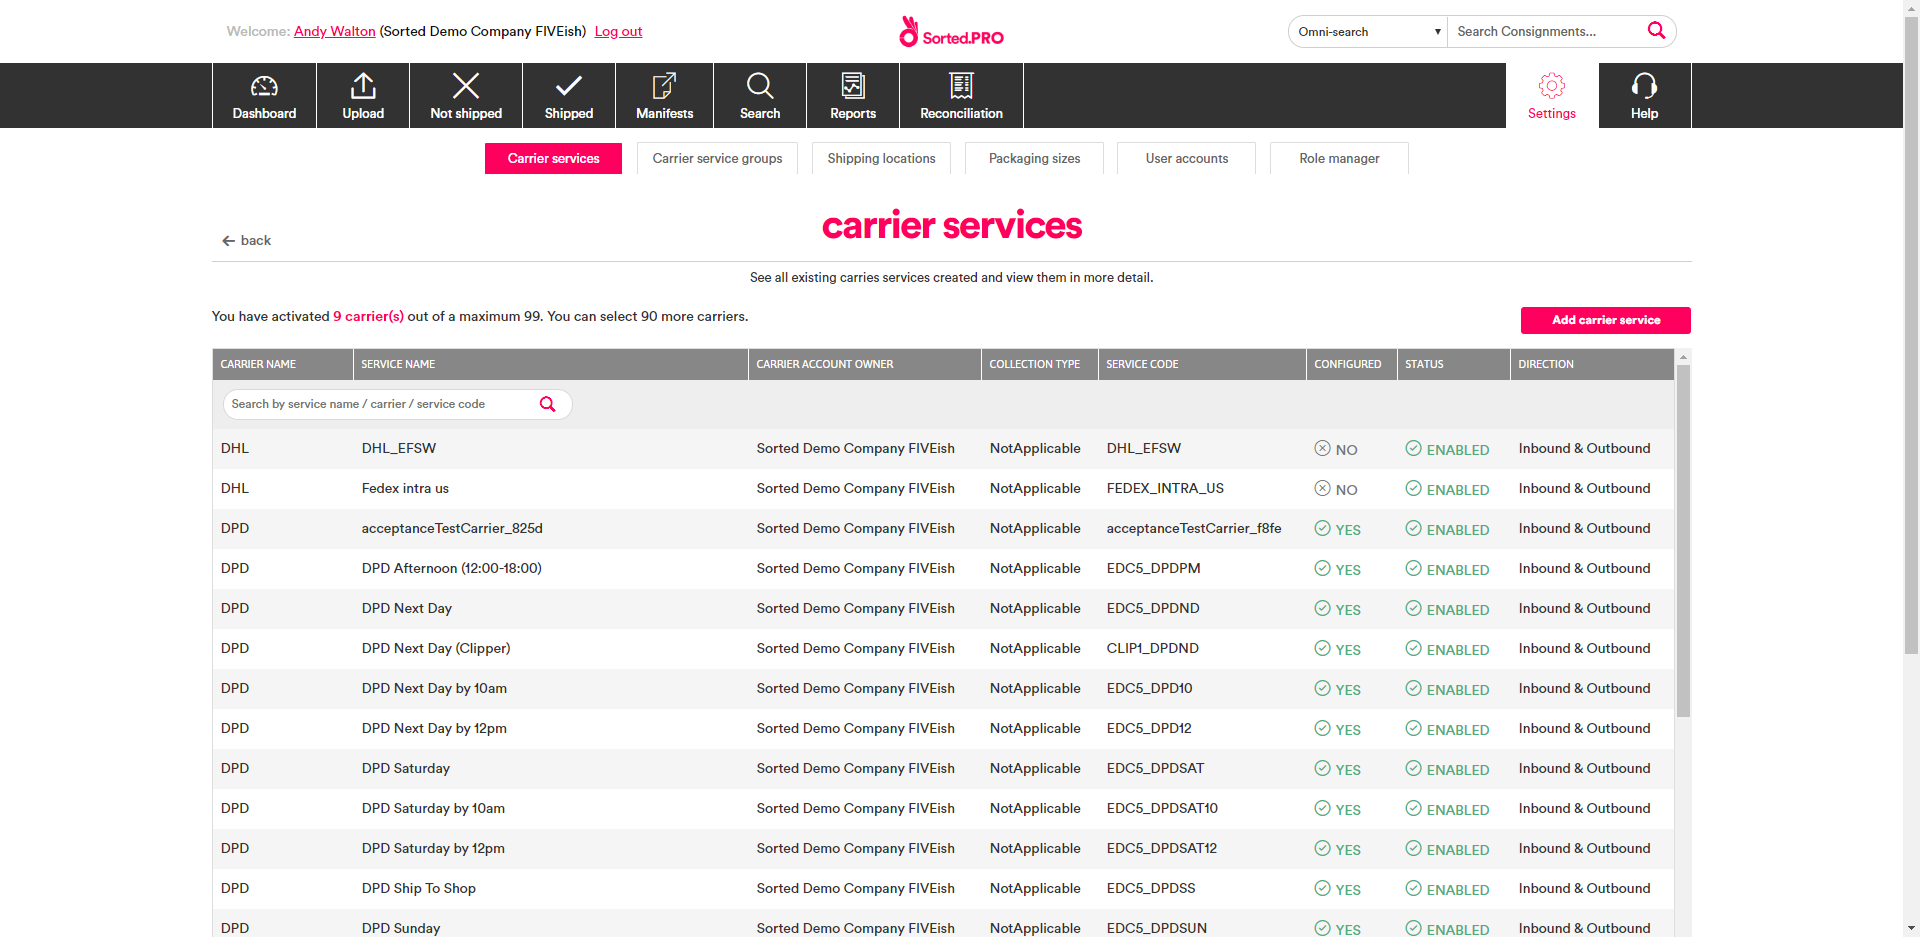 Welcome: Andy Walton (Sorted Demo Company FIVEish) Log out
Sorted.PRO
Omni-search
Search Consignments...
Dashboard
Upload
Not shipped
Shipped
Manifests
Search
Reports
Reconciliation
Settings
Help
Carrier services
Carrier service groups
Shipping locations
Packaging sizes
User accounts
Role manager
back
carrier services
See all existing carries services created and view them in more detail.
You have activated 9 carrier(s) out of a maximum 99. You can select 90 more carriers.
Add carrier service
CARRIER NAME SERVICE NAME CARRIER ACCOUNT OWNER COLLECTION TYPE SERVICE CODE CONFIGURED STATUS DIRECTION
Search by service name / carrier / service code
DHL DHL_EFSW Sorted Demo Company FIVEish NotApplicable DHL_EFSW NO ENABLED Inbound & Outbound
DHL Fedex intra us Sorted Demo Company FIVEish NotApplicable FEDEX_INTRA_US NO ENABLED Inbound & Outbound
DPD acceptanceTestCarrier_825d Sorted Demo Company FIVEish NotApplicable acceptanceTestCarrier_f8fe YES ENABLED Inbound & Outbound
DPD DPD Afternoon (12:00-18:00) Sorted Demo Company FIVEish NotApplicable EDC5_DPDPM YES ENABLED Inbound & Outbound
DPD DPD Next Day Sorted Demo Company FIVEish NotApplicable EDC5_DPDND YES ENABLED Inbound & Outbound
DPD DPD Next Day (Clipper) Sorted Demo Company FIVEish NotApplicable CLIP1_DPDND YES ENABLED Inbound & Outbound
DPD DPD Next Day by 10am Sorted Demo Company FIVEish NotApplicable EDC5_DPD10 YES ENABLED Inbound & Outbound
DPD DPD Next Day by 12pm Sorted Demo Company FIVEish NotApplicable EDC5_DPD12 YES ENABLED Inbound & Outbound
DPD DPD Saturday Sorted Demo Company FIVEish NotApplicable EDC5_DPDSAT YES ENABLED Inbound & Outbound
DPD DPD Saturday by 10am Sorted Demo Company FIVEish NotApplicable EDC5_DPDSAT10 YES ENABLED Inbound & Outbound
DPD DPD Saturday by 12pm Sorted Demo Company FIVEish NotApplicable EDC5_DPDSAT12 YES ENABLED Inbound & Outbound
DPD DPD Ship To Shop Sorted Demo Company FIVEish NotApplicable EDC5_DPDSS YES ENABLED Inbound & Outbound
DPD DPD Sunday Sorted Demo Company FIVEish NotApplicable EDC5_DPDSUN YES ENABLED Inbound & Outbound